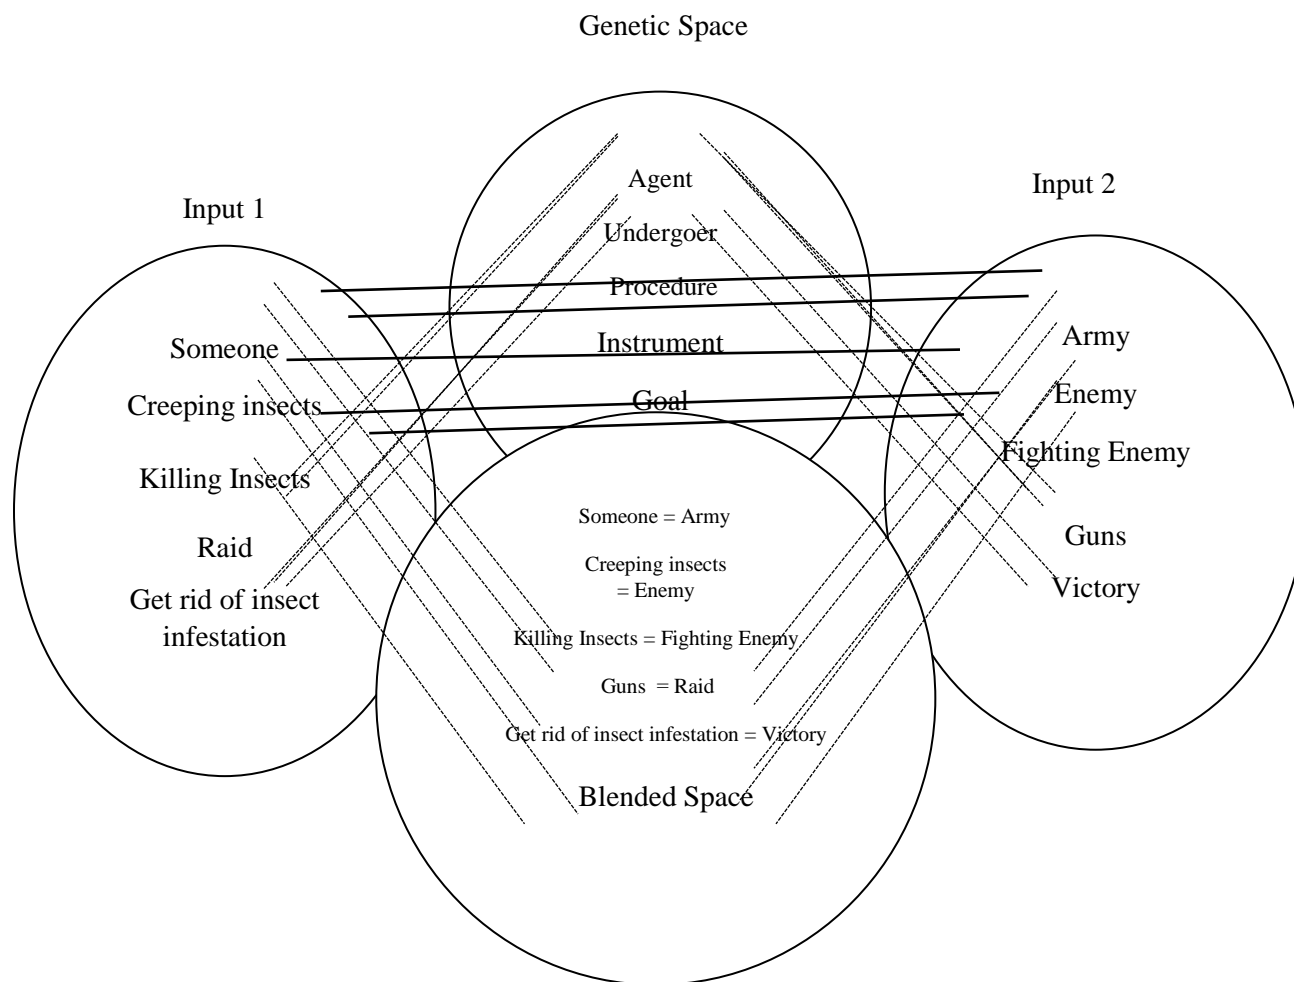 Genetic Space
Input 1
Input 2
Agent
Undergoer
Procedure
Instrument
Goal
Someone
Creeping insects
Killing Insects
Raid
Get rid of insect
infestation
Army
Enemy
Fighting Enemy
Guns
Victory
Someone = Army
Creeping insects
= Enemy
Killing Insects = Fighting Enemy
Guns = Raid
Get rid of insect infestation = Victory
Blended Space